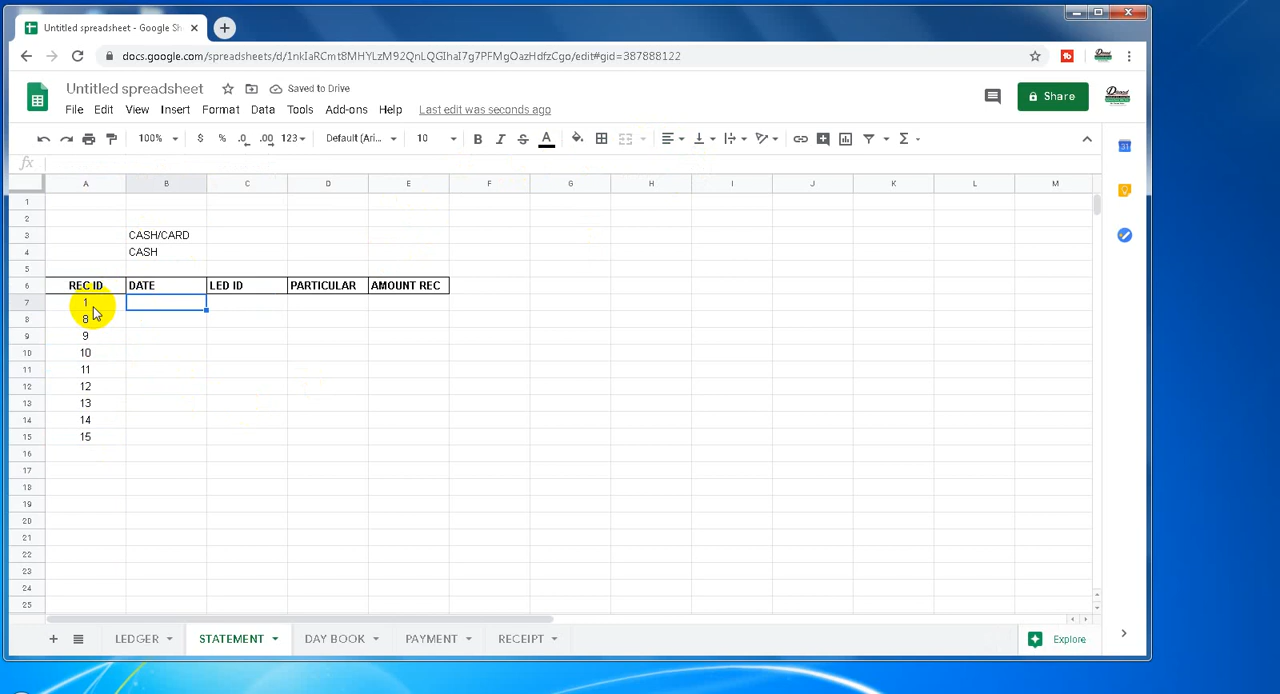 Untitled spreadsheet - Google Sh
docs.google.com/spreadsheets/d/1nkIaRCmt8MHYLzM92QnLQGIhaI7g7PFMgOazHdfzCgo/edit#gid=387888122
Untitled spreadsheet
Saved to Drive
File Edit View Insert Format Data Tools Add-ons Help Last edit was seconds ago
Share
100% $ % .0 .00 123 Default (Ari... 10 B I S A
fx
A B C D E F G H I J K L M
1
2
3 CASH/CARD
4 CASH
5
6 REC ID DATE LED ID PARTICULAR AMOUNT REC
7 1
8 8
9 9
10 10
11 11
12 12
13 13
14 14
15 15
16
17
18
19
20
21
22
23
24
25
LEDGER STATEMENT DAY BOOK PAYMENT RECEIPT Explore
31